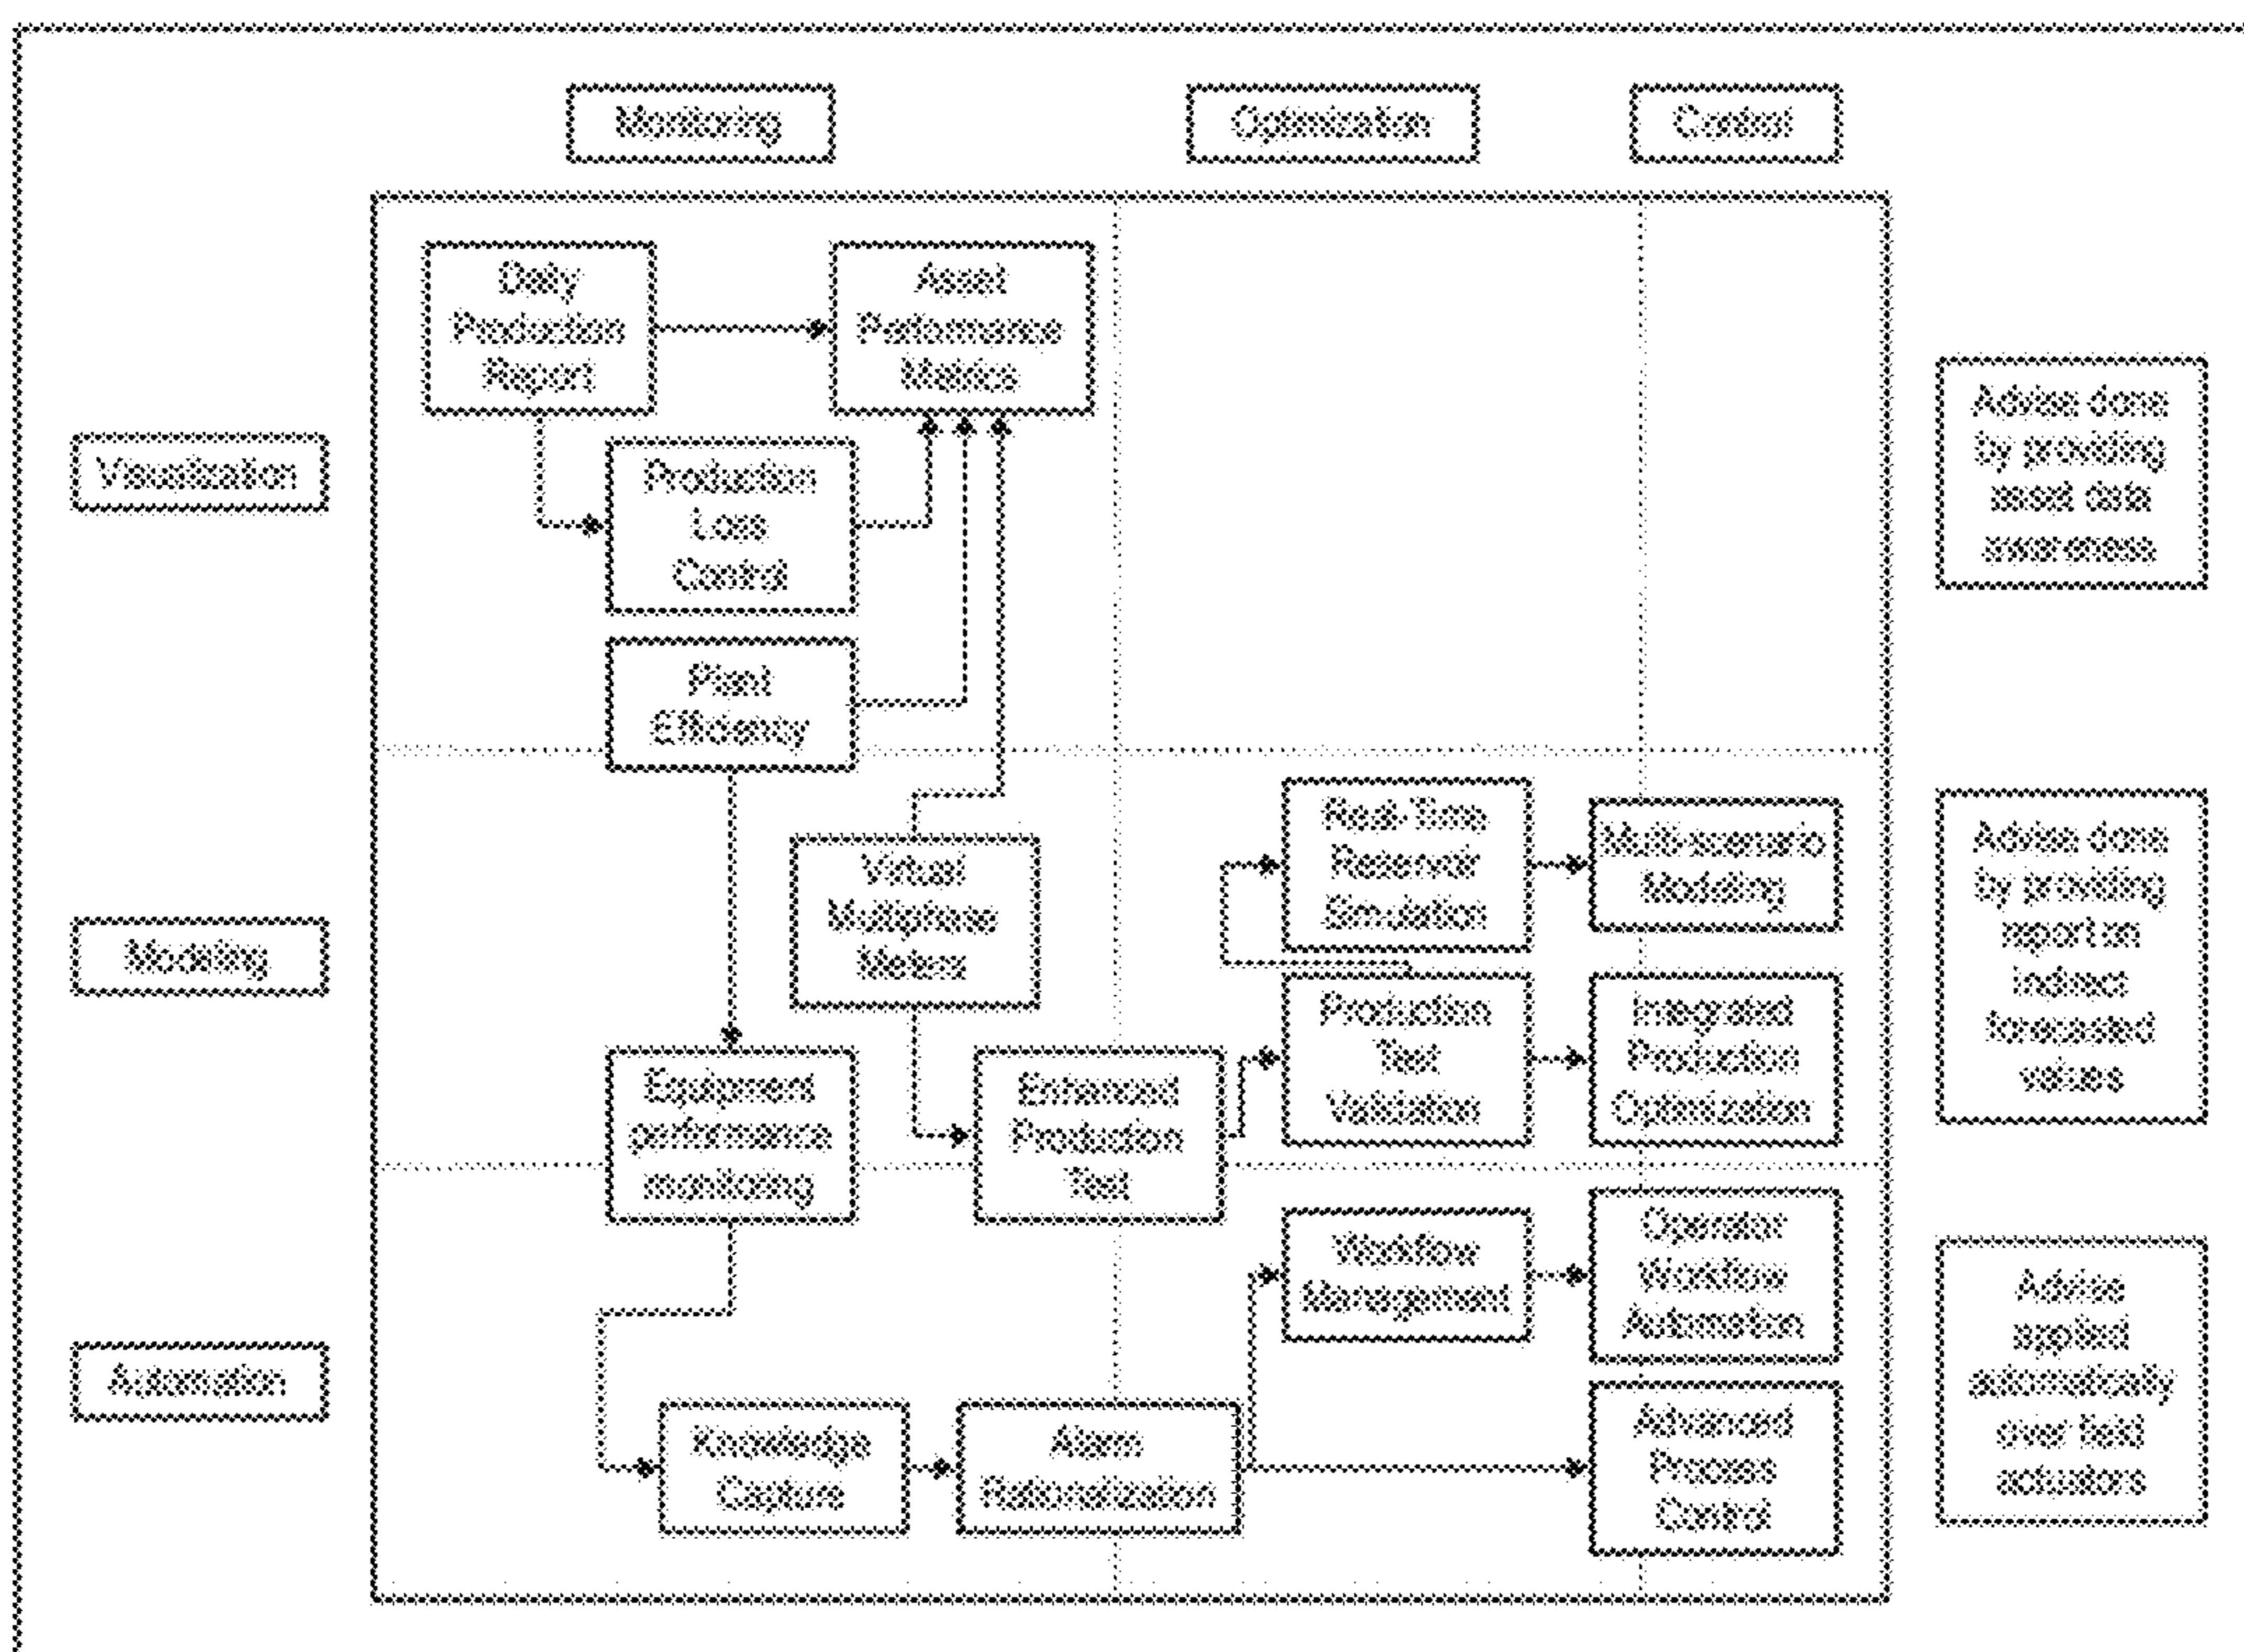 Monitoring
Optimization
Control
Daily
Production
Report
Asset
Performance
Metrics
Visualization
Production
Loss
Control
Plant
Efficiency
Advise done
by providing
asset data
awareness
Modeling
Virtual
Multiphase
Meters
Real-Time
Reservoir
Simulation
Multi-scenario
Modeling
Equipment
performance
monitoring
Enhanced
Production
Test
Production
Test
Validation
Integrated
Production
Optimization
Advise done
by providing
report on
indirect
forecasted
values
Automation
Workflow
Management
Operator
Workflow
Automation
Knowledge
Capture
Alarm
Rationalization
Advanced
Process
Control
Advise
applied
automatically
over field
actuators